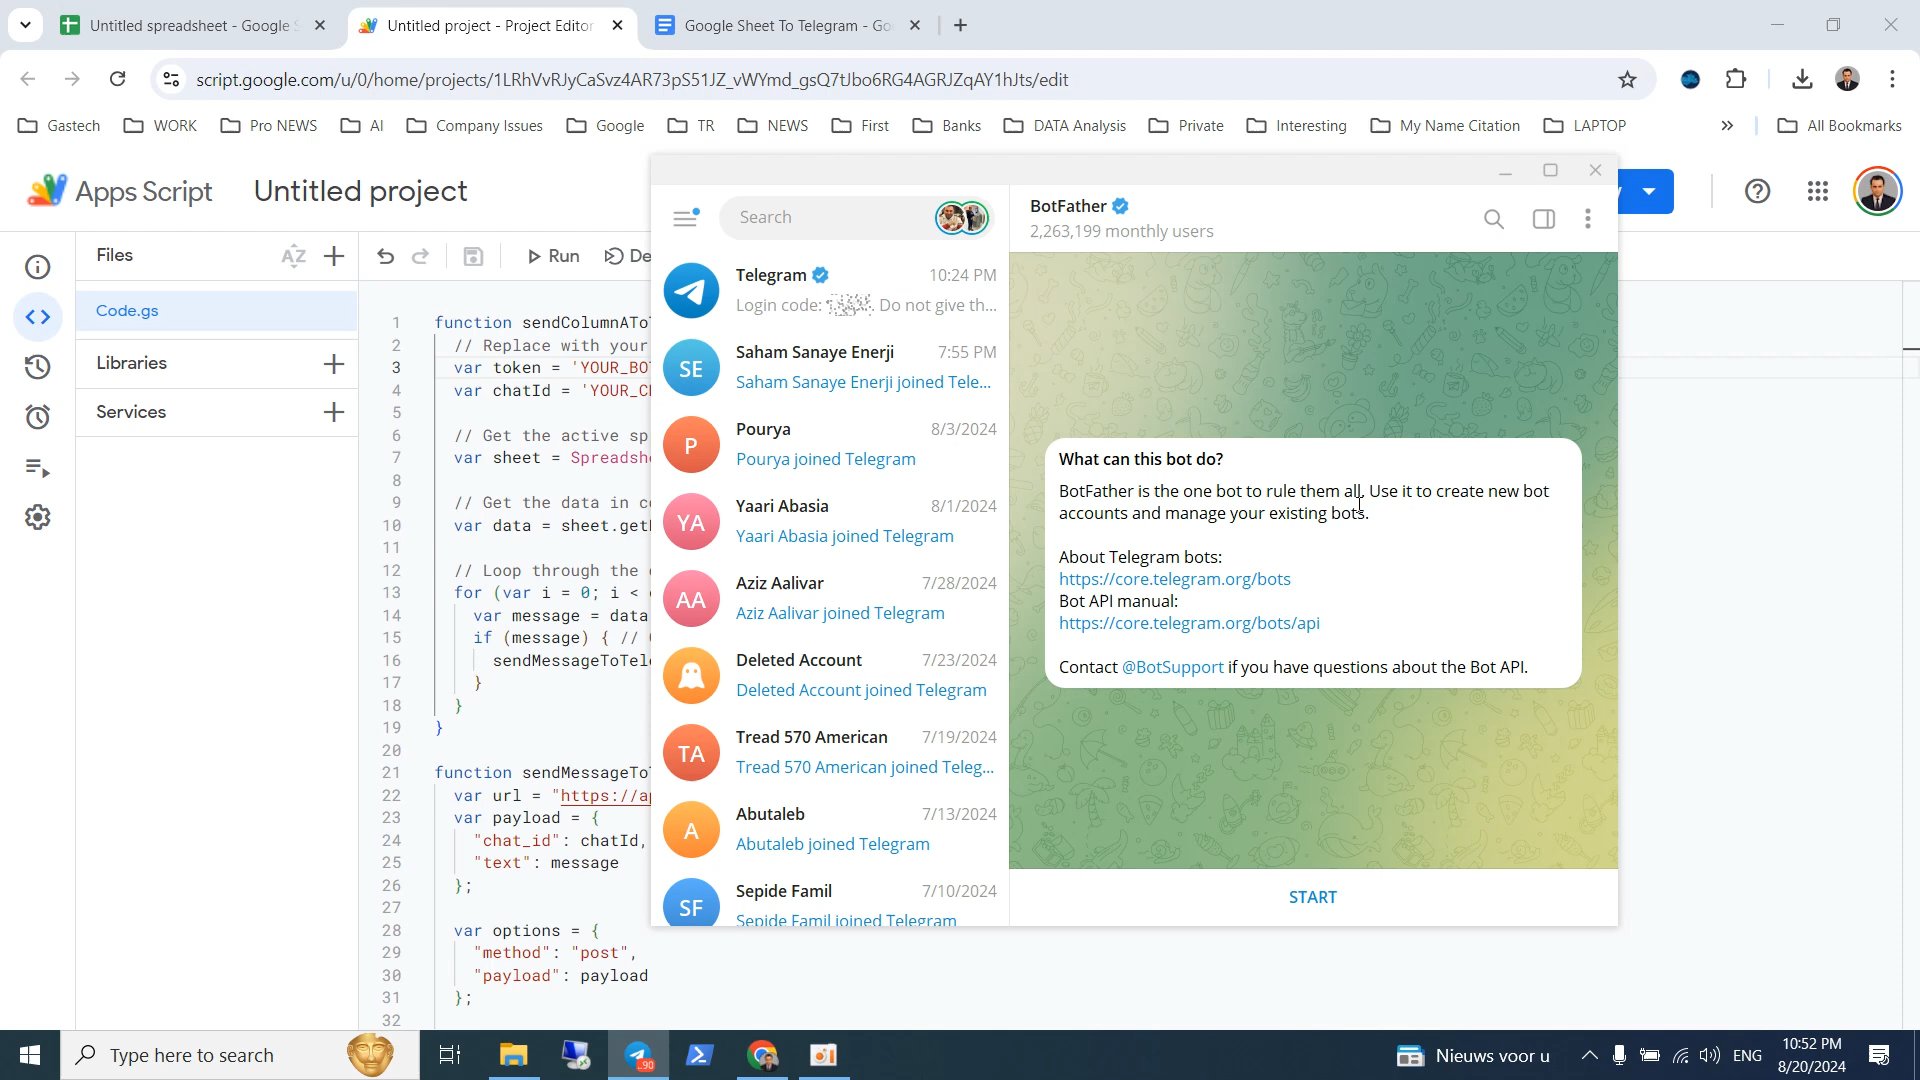 Untitled spreadsheet - Google S
Untitled project - Project Editor
Google Sheet To Telegram - Go
script.google.com/u/0/home/projects/1LRhVvRJyCaSvz4AR73pS51JZ_vWYmd_gsQ7tJbo6RG4AGRJZqAY1hJts/edit
Gastech
WORK
Pro NEWS
AI
Company Issues
Google
TR
NEWS
First
Banks
DATA Analysis
Private
Interesting
My Name Citation
LAPTOP
All Bookmarks
Apps Script
Untitled project
Files
Code.gs
Libraries
Services
Run
De
1 function sendColumnATo
2 // Replace with your
3 var token = 'YOUR_BO
4 var chatId = 'YOUR_C
5
6 // Get the active sp
7 var sheet = Spreadsh
8
9 // Get the data in c
10 var data = sheet.get
11
12 // Loop through the
13 for (var i = 0; i <
14 var message = data
15 if (message) { //
16 sendMessageToTele
17 }
18 }
19 }
20
21 function sendMessageTo
22 var url = "https://ap
23 var payload = {
24 "chat_id": chatId,
25 "text": message
26 };
27
28 var options = {
29 "method": "post",
30 "payload": payload
31 };
32
Search
Telegram 10:24 PM
Login code: Do not give th...
SE
Saham Sanaye Enerji 7:55 PM
Saham Sanaye Enerji joined Tele...
P
Pourya 8/3/2024
Pourya joined Telegram
YA
Yaari Abasia 8/1/2024
Yaari Abasia joined Telegram
AA
Aziz Aalivar 7/28/2024
Aziz Aalivar joined Telegram
Deleted Account 7/23/2024
Deleted Account joined Telegram
TA
Tread 570 American 7/19/2024
Tread 570 American joined Teleg...
A
Abutaleb 7/13/2024
Abutaleb joined Telegram
SF
Sepide Famil 7/10/2024
Sepide Famil joined Telegram
BotFather
2,263,199 monthly users
What can this bot do?
BotFather is the one bot to rule them all. Use it to create new bot
accounts and manage your existing bots.
About Telegram bots:
https://core.telegram.org/bots
Bot API manual:
https://core.telegram.org/bots/api
Contact @BotSupport if you have questions about the Bot API.
START
Type here to search
90
Nieuws voor u
ENG
10:52 PM
8/20/2024